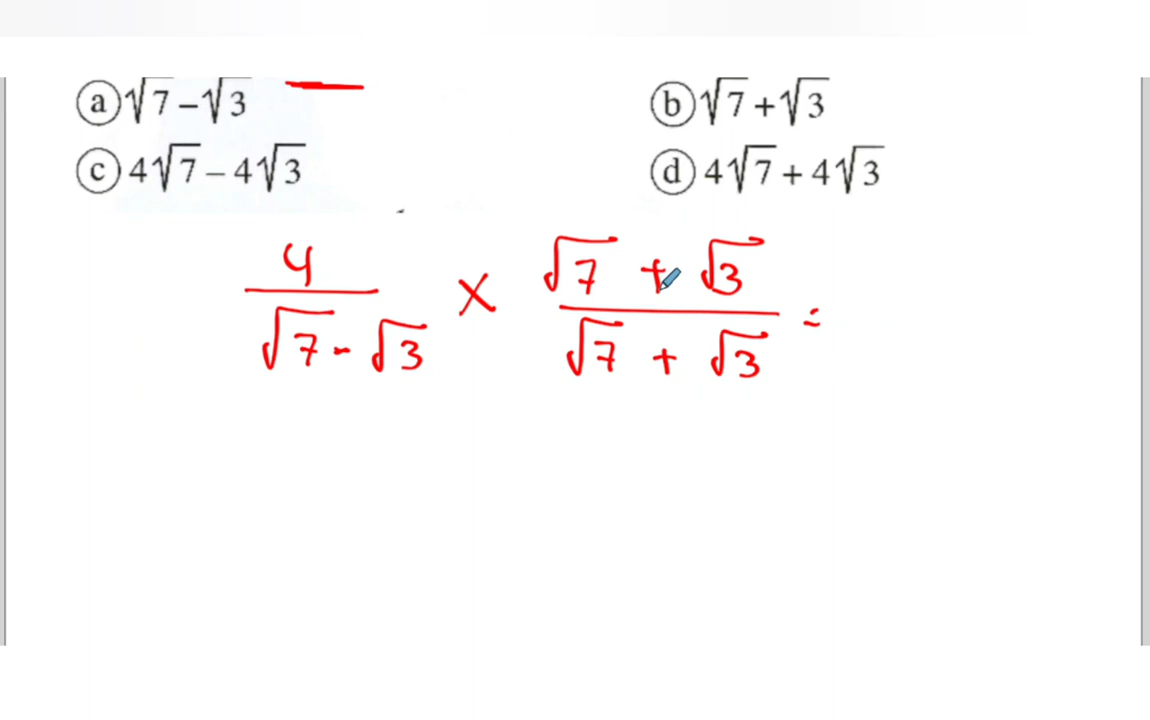 ⓐ √7 − √3 ⓑ √7 + √3
ⓒ 4√7 − 4√3 ⓓ 4√7 + 4√3
4 √7 + √3
× =
√7 - √3 √7 + √3